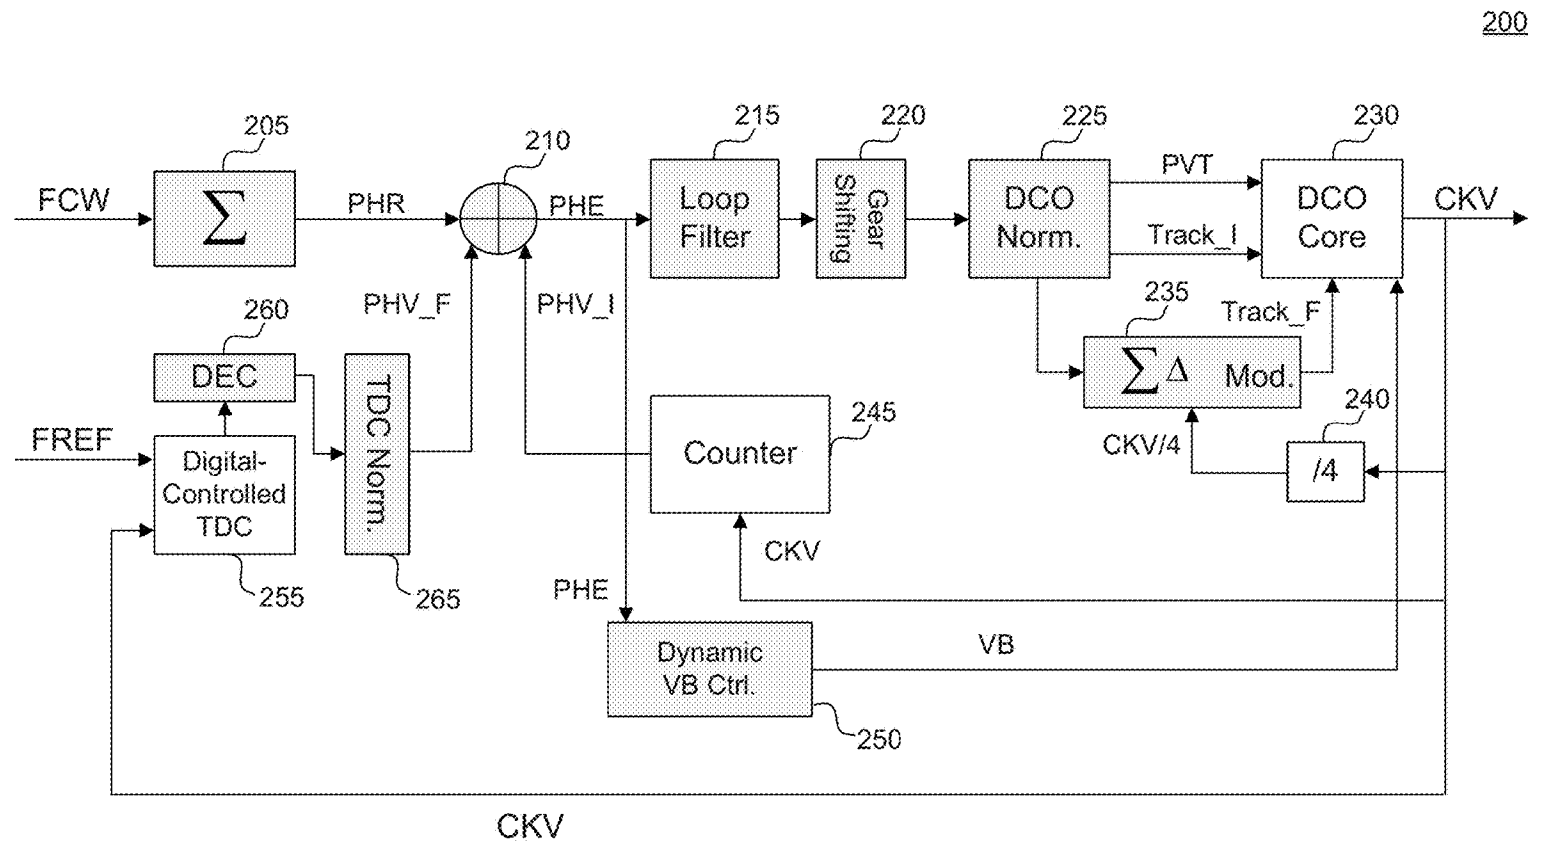 200
205
210
215
220
225
230
FCW
Σ
PHR
PHE
Loop
Filter
Gear
Shifting
DCO
Norm.
PVT
Track_I
DCO
Core
CKV
PHV_F
PHV_I
235
Track_F
260
DEC
TDC Norm.
ΣΔ Mod.
240
/4
CKV/4
245
Counter
FREF
Digital-
Controlled
TDC
255
265
CKV
PHE
Dynamic
VB Ctrl.
VB
250
CKV